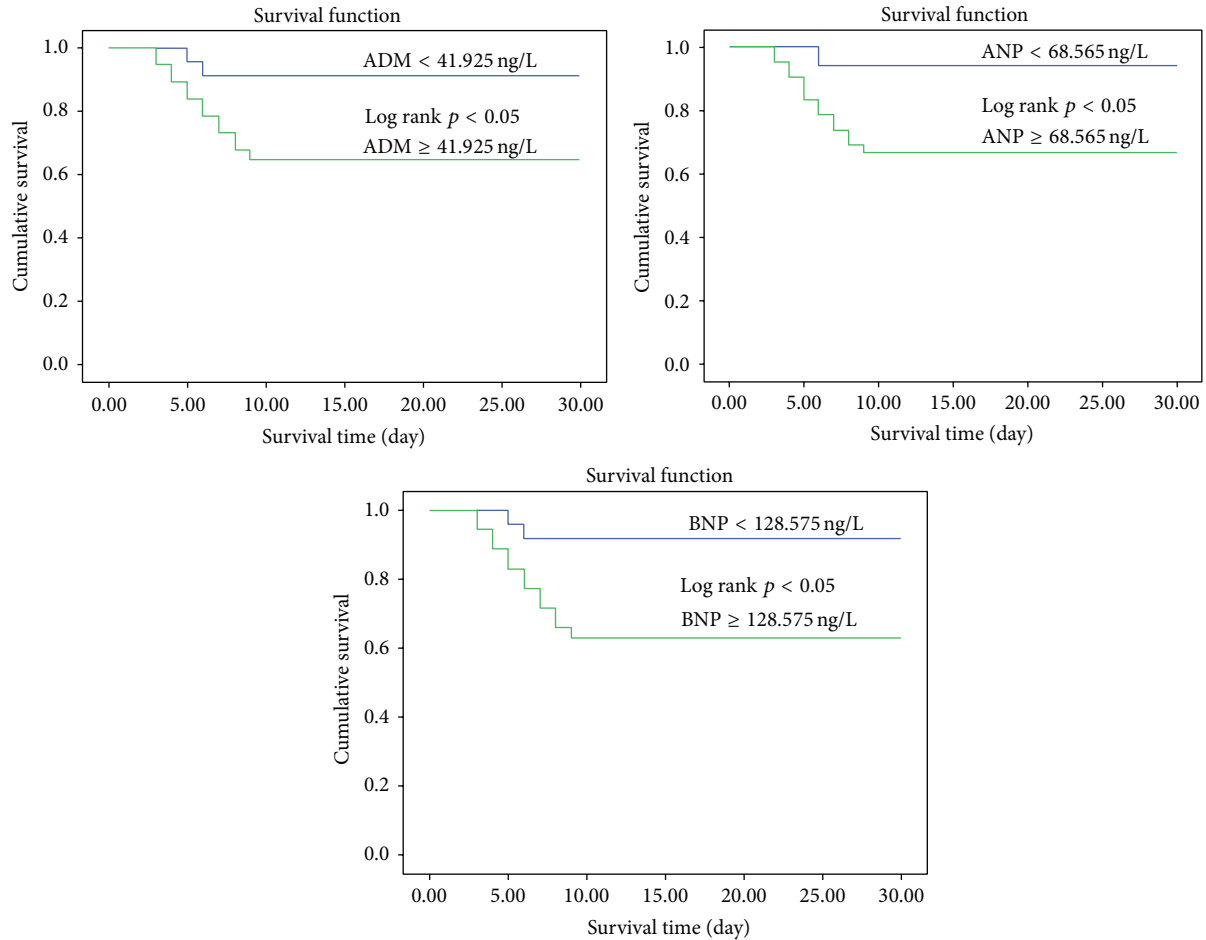 Survival function
1.0
0.8
0.6
0.4
0.2
0.0
Cumulative survival
ADM < 41.925 ng/L
Log rank p < 0.05
ADM ≥ 41.925 ng/L
0.00 5.00 10.00 15.00 20.00 25.00 30.00
Survival time (day)
Survival function
1.0
0.8
0.6
0.4
0.2
0.0
Cumulative survival
ANP < 68.565 ng/L
Log rank p < 0.05
ANP ≥ 68.565 ng/L
0.00 5.00 10.00 15.00 20.00 25.00 30.00
Survival time (day)
Survival function
1.0
0.8
0.6
0.4
0.2
0.0
Cumulative survival
BNP < 128.575 ng/L
Log rank p < 0.05
BNP ≥ 128.575 ng/L
0.00 5.00 10.00 15.00 20.00 25.00 30.00
Survival time (day)